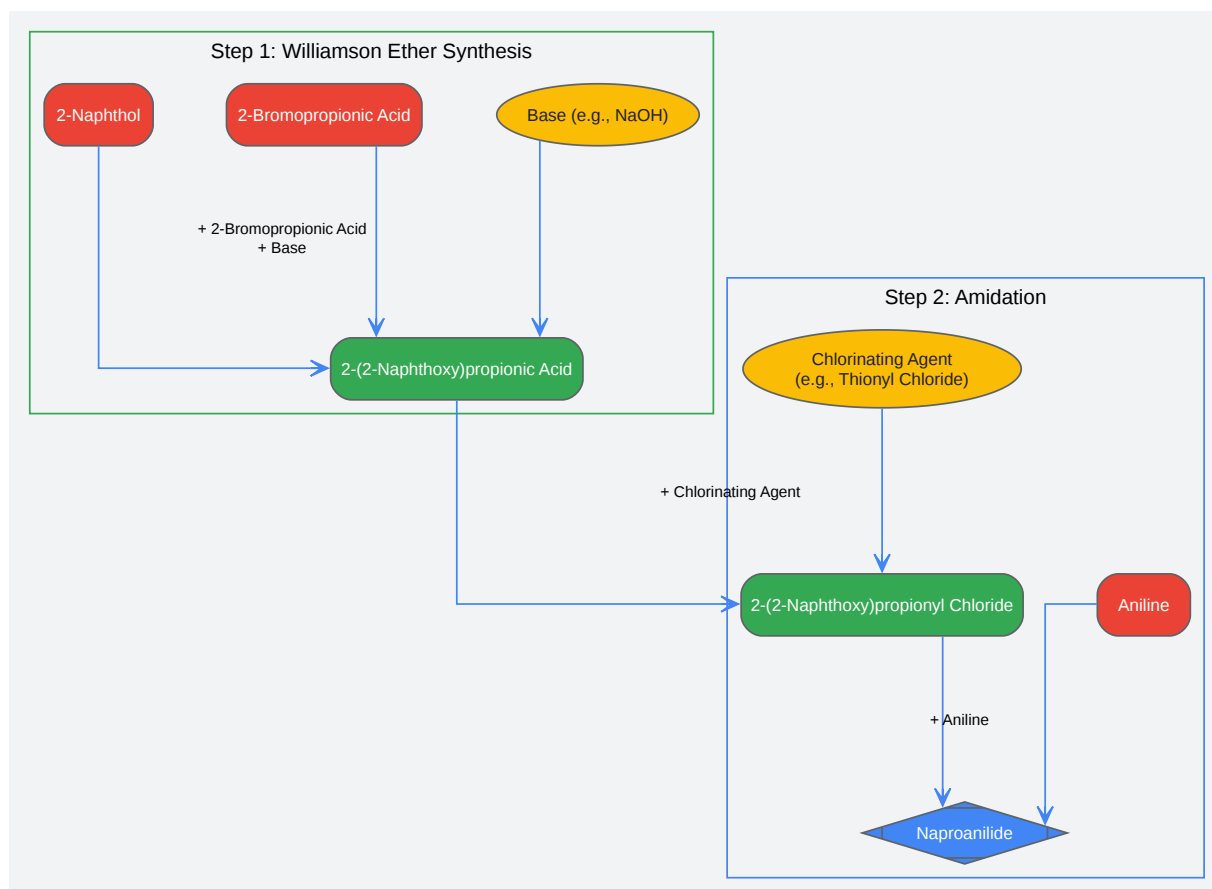 Step 1: Williamson Ether Synthesis
2-Naphthol
2-Bromopropionic Acid
Base (e.g., NaOH)
+ 2-Bromopropionic Acid
+ Base
2-(2-Naphthoxy)propionic Acid
Step 2: Amidation
Chlorinating Agent
(e.g., Thionyl Chloride)
+ Chlorinating Agent
2-(2-Naphthoxy)propionyl Chloride
Aniline
+ Aniline
Naproanilide